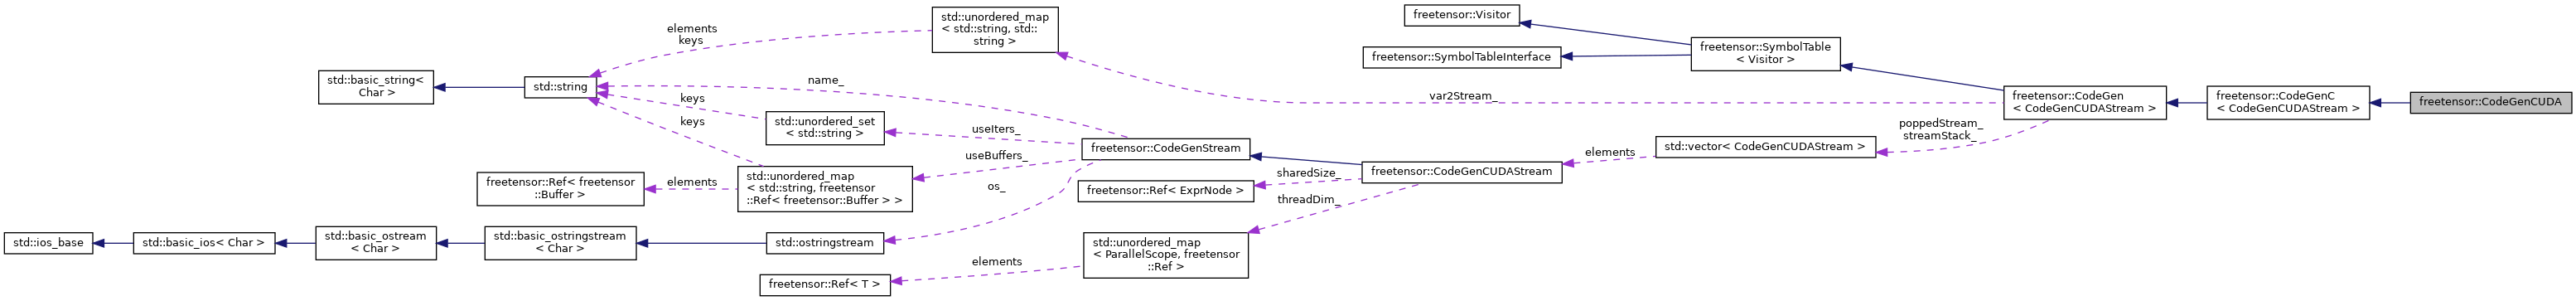 std::ios_base
std::basic_string<
Char >
std::basic_ios< Char >
std::basic_ostream
< Char >
std::string
freetensor::Ref< freetensor
::Buffer >
std::basic_ostringstream
< Char >
elements
keys
name_
keys
keys
elements
std::unordered_set
< std::string >
std::unordered_map
< std::string, freetensor
::Ref< freetensor::Buffer > >
std::ostringstream
freetensor::Ref< T >
std::unordered_map
< std::string, std::
string >
useIters_
useBuffers_
os_
elements
freetensor::CodeGenStream
freetensor::Ref< ExprNode >
std::unordered_map
< ParallelScope, freetensor
::Ref >
sharedSize_
threadDim_
freetensor::Visitor
freetensor::SymbolTableInterface
var2Stream_
freetensor::CodeGenCUDAStream
elements
freetensor::SymbolTable
< Visitor >
std::vector< CodeGenCUDAStream >
poppedStream_
streamStack_
freetensor::CodeGen
< CodeGenCUDAStream >
freetensor::CodeGenC
< CodeGenCUDAStream >
freetensor::CodeGenCUDA